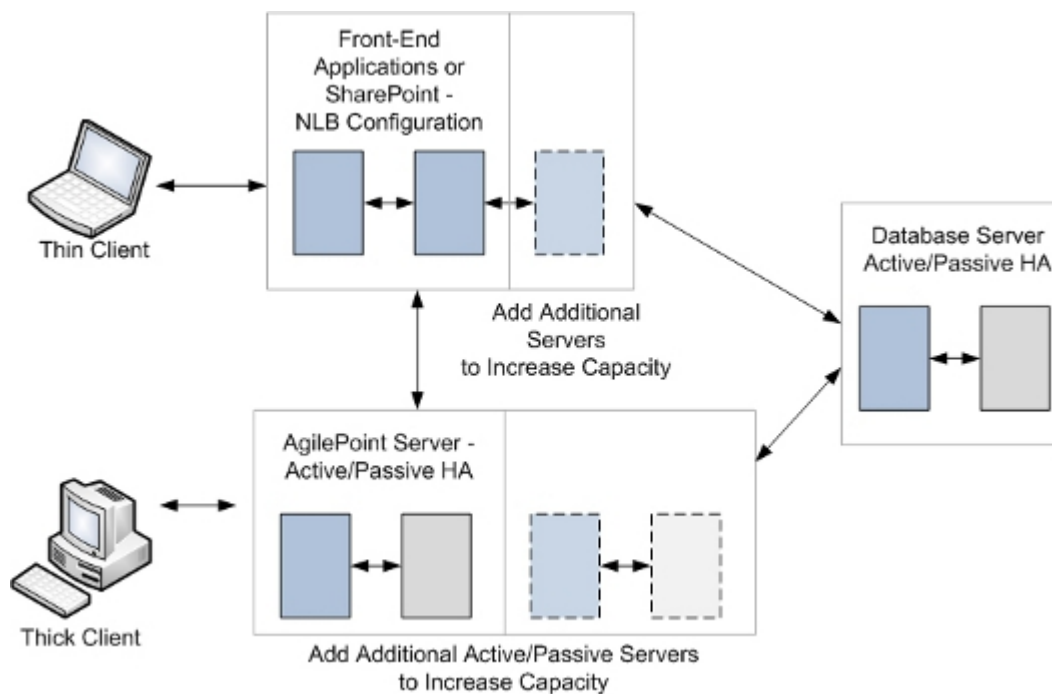 Front-End
Applications or
SharePoint -
NLB Configuration
Thin Client
Database Server
Active/Passive HA
Add Additional
Servers
to Increase Capacity
AgilePoint Server -
Active/Passive HA
Thick Client
Add Additional Active/Passive Servers
to Increase Capacity